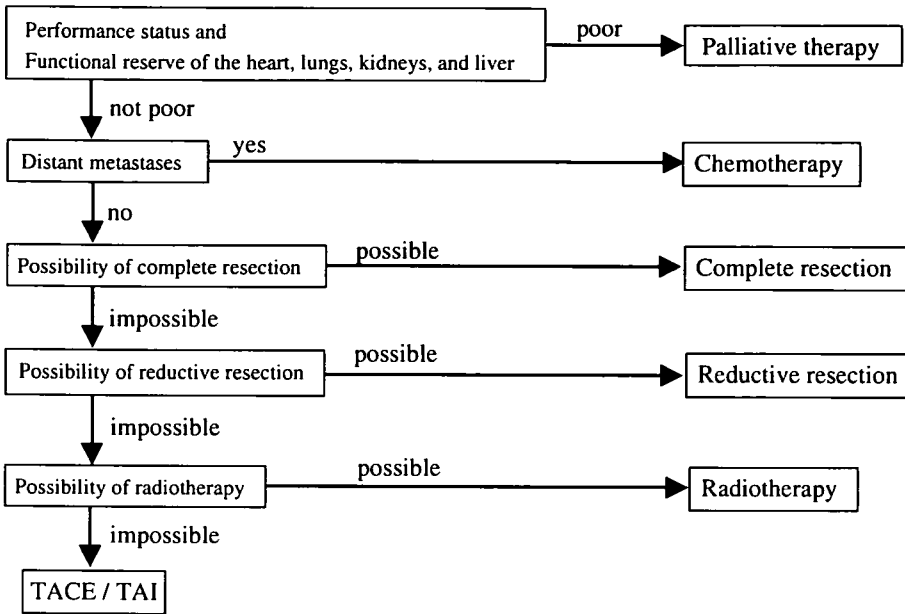 Performance status and
Functional reserve of the heart, lungs, kidneys, and liver
poor
Palliative therapy
not poor
Distant metastases
yes
Chemotherapy
no
Possibility of complete resection
possible
Complete resection
impossible
Possibility of reductive resection
possible
Reductive resection
impossible
Possibility of radiotherapy
possible
Radiotherapy
impossible
TACE / TAI